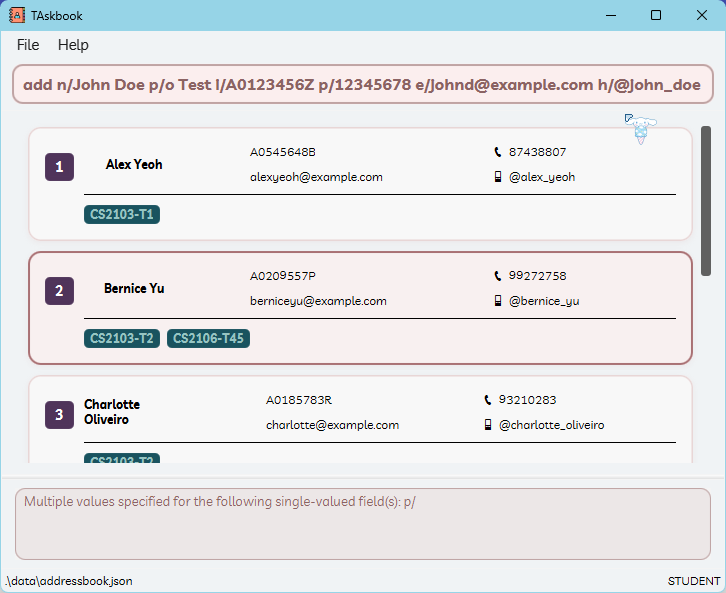 TAskbook
File Help
add n/John Doe p/o Test l/A0123456Z p/12345678 e/johnd@example.com h/@john_doe
1 Alex Yeoh A0545648B 87438807
alexyeoh@example.com @alex_yeoh
CS2103-T1
2 Bernice Yu A0209557P 99272758
berniceyu@example.com @bernice_yu
CS2103-T2 CS2106-T45
3 Charlotte Oliveiro A0185783R 93210283
charlotte@example.com @charlotte_oliveiro
CS2103-T2
Multiple values specified for the following single-valued field(s): p/
.\data\addressbook.json STUDENT